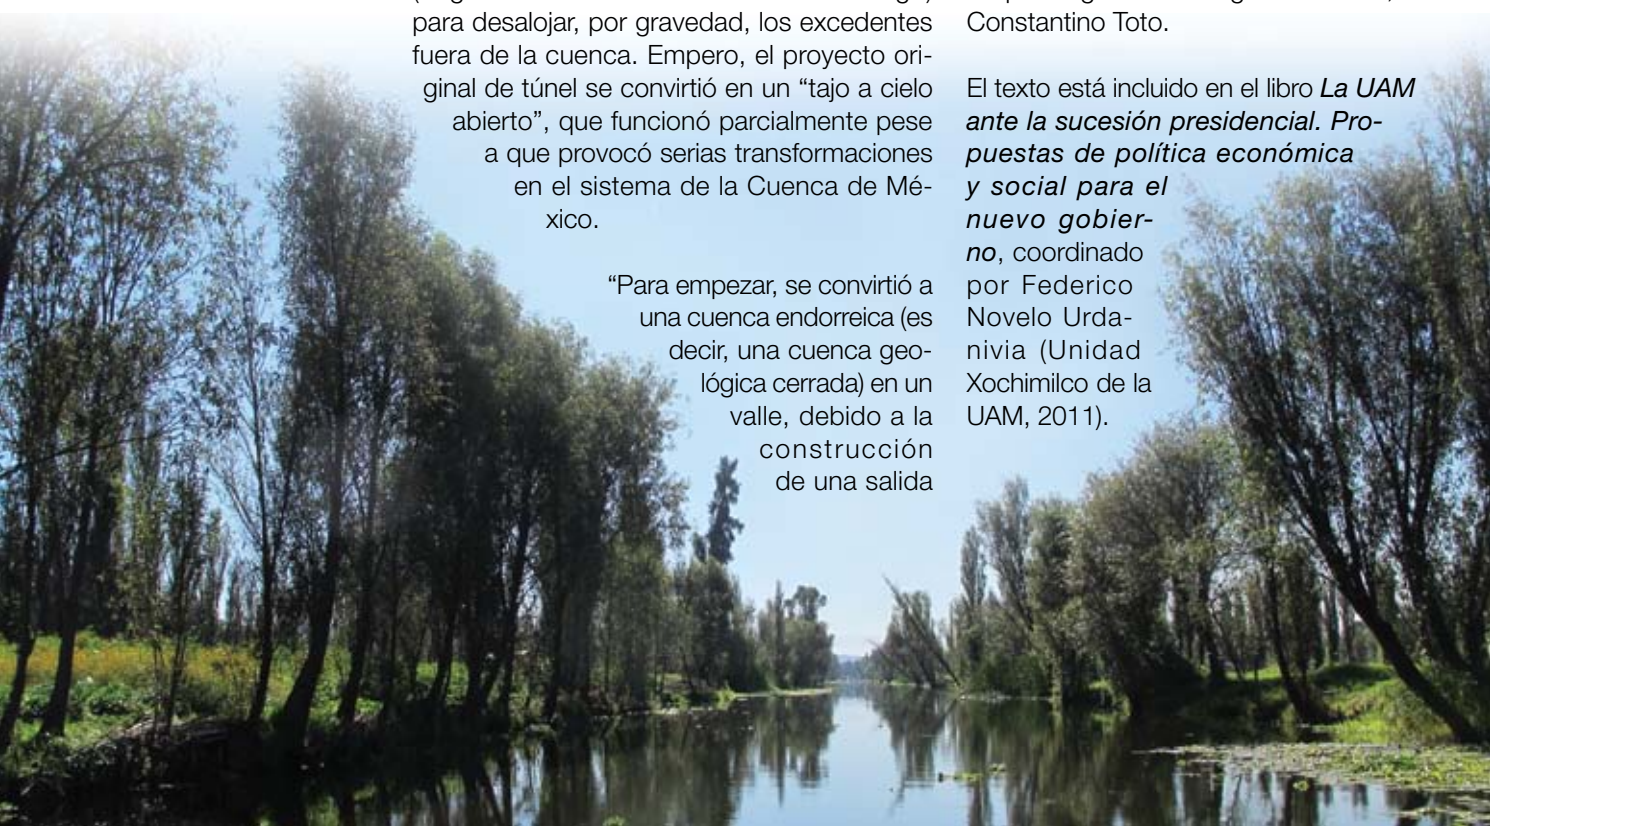 para desalojar, por gravedad, los excedentes
fuera de la cuenca. Empero, el proyecto ori-
ginal de túnel se convirtió en un “tajo a cielo
abierto”, que funcionó parcialmente pese
a que provocó serias transformaciones
en el sistema de la Cuenca de Mé-
xico.
“Para empezar, se convirtió a
una cuenca endorreica (es
decir, una cuenca geo-
lógica cerrada) en un
valle, debido a la
construcción
de una salida
Constantino Toto.
El texto está incluido en el libro La UAM
ante la sucesión presidencial. Pro-
puestas de política económica
y social para el
nuevo gobier-
no, coordinado
por Federico
Novelo Urda-
nivia (Unidad
Xochimilco de la
UAM, 2011).